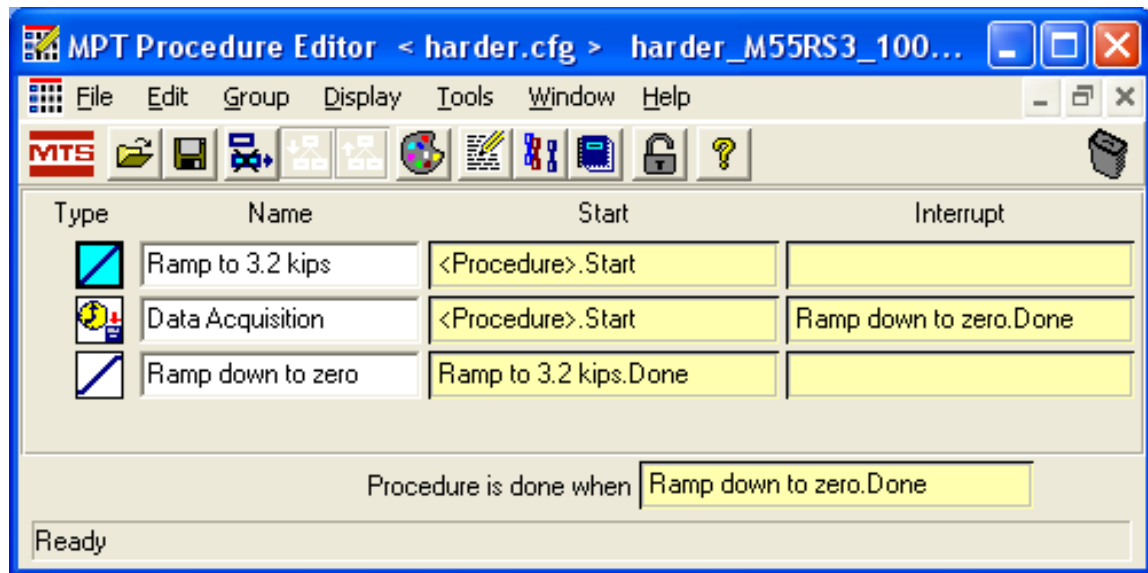 MPT Procedure Editor < harder.cfg > harder_M55RS3_100...
File Edit Group Display Tools Window Help
MTS
Type Name Start Interrupt
Ramp to 3.2 kips <Procedure>.Start
Data Acquisition <Procedure>.Start Ramp down to zero.Done
Ramp down to zero Ramp to 3.2 kips.Done
Procedure is done when Ramp down to zero.Done
Ready